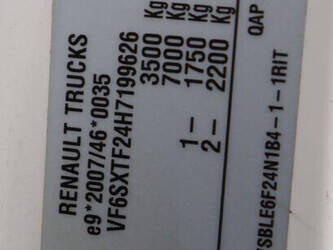 RENAULT TRUCKS
e9*2007/46*0035
VF6SXTF24H7199626
3500 Kg
7000 Kg
1- 1750 Kg
2- 2200 Kg
QAP
SBLE6F24N1B4-1-1RIT